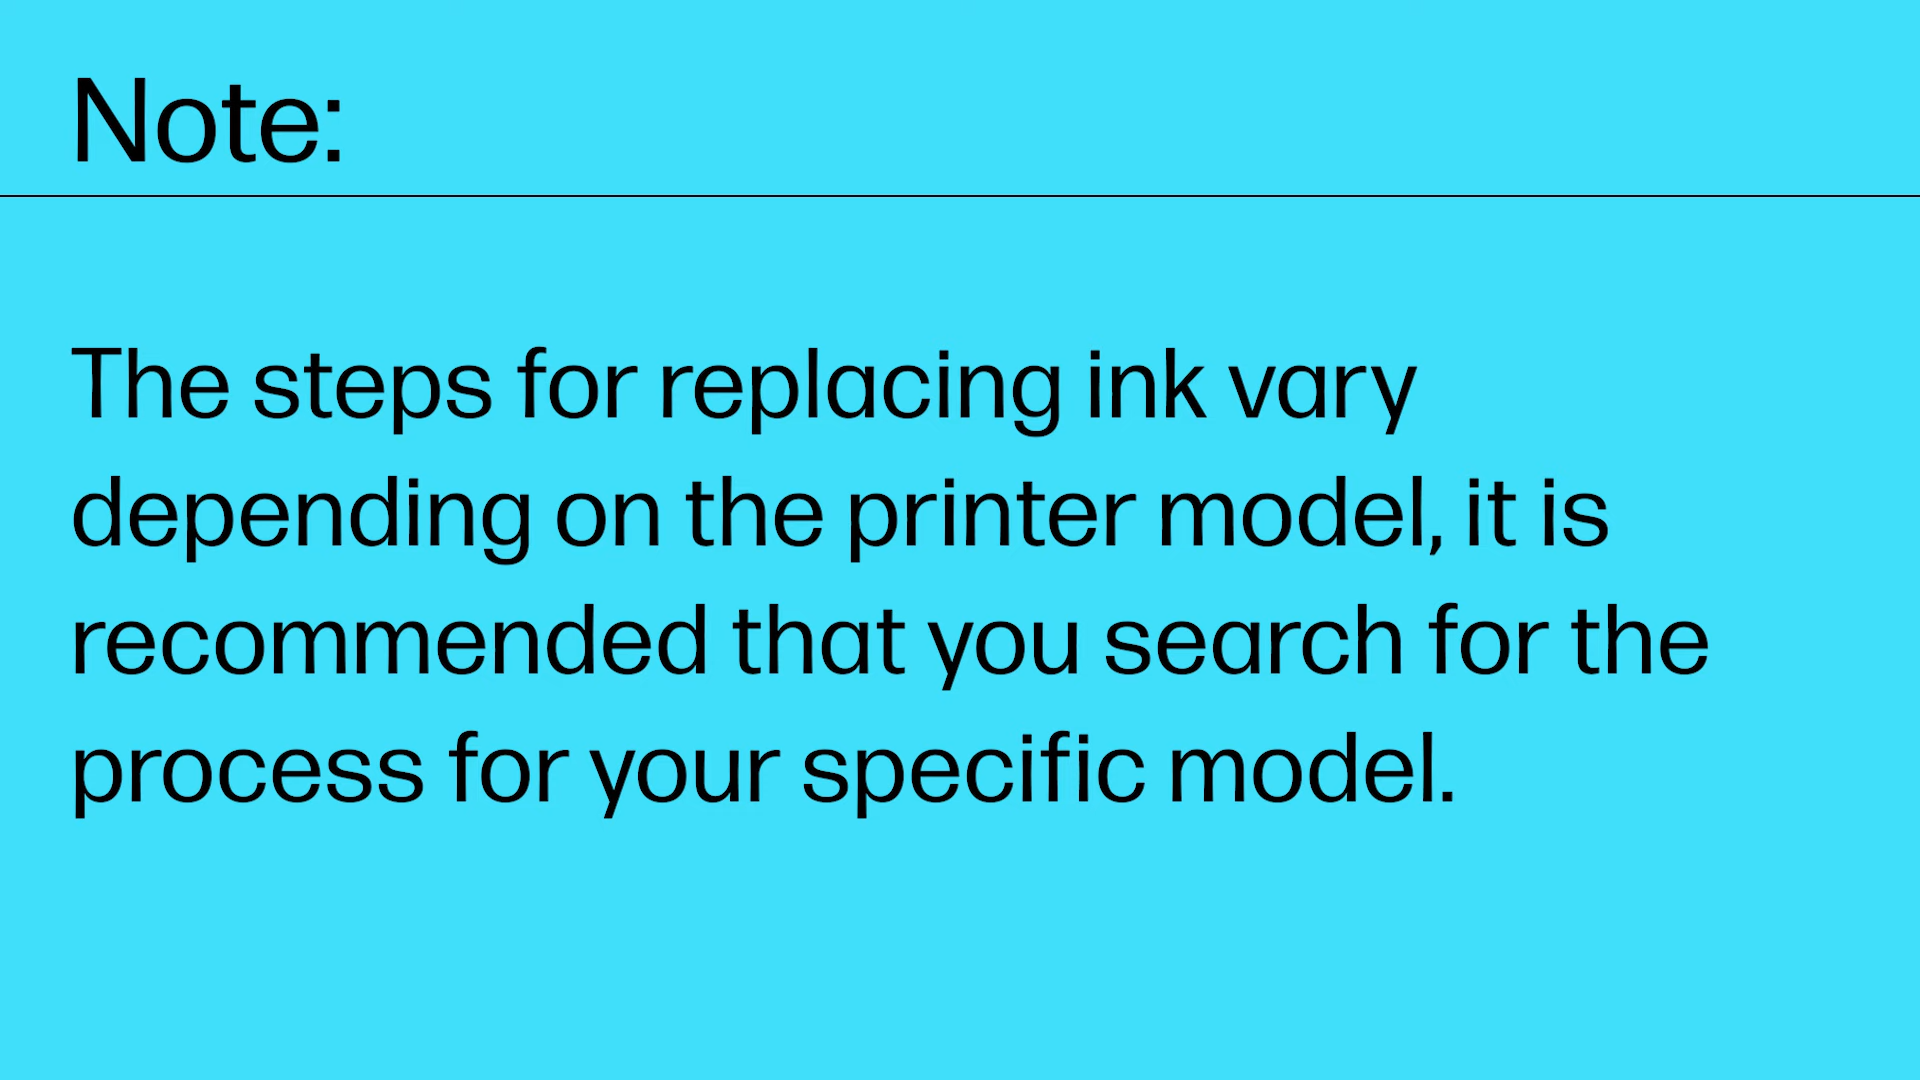 Note:
The steps for replacing ink vary
depending on the printer model, it is
recommended that you search for the
process for your specific model.